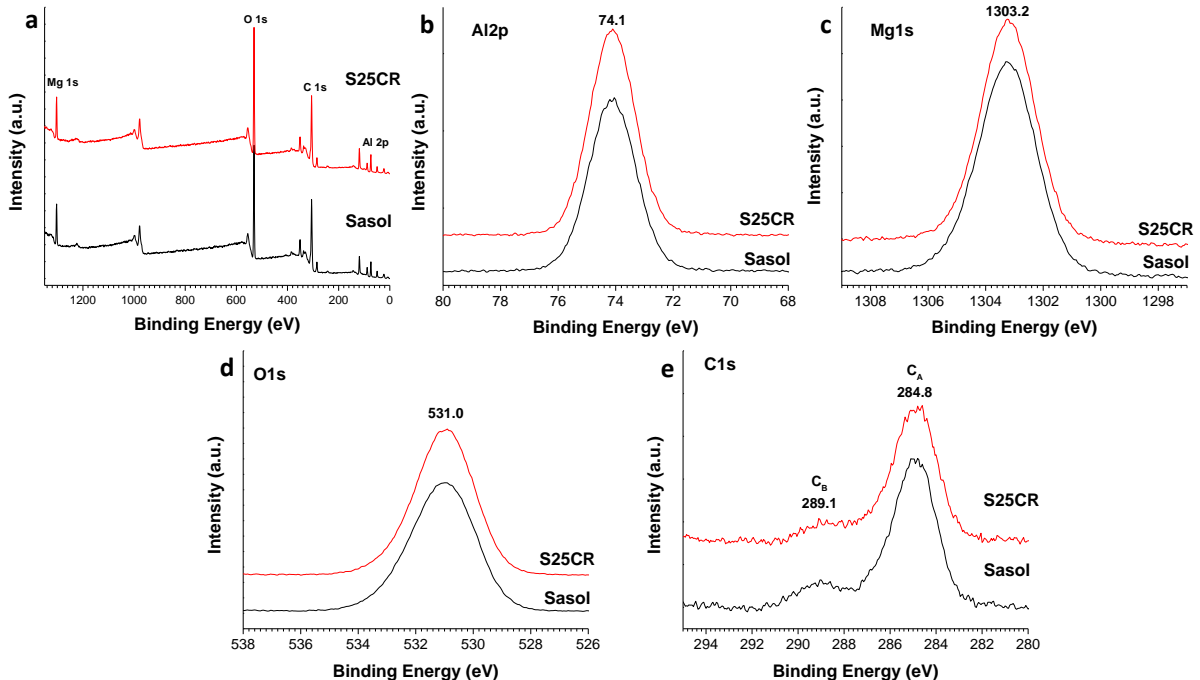 a
O 1s
Mg 1s
S25CR
C 1s
Al 2p
Sasol
Intensity (a.u.)
1200 1000 800 600 400 200 0
Binding Energy (eV)
b
Al2p
74.1
S25CR
Sasol
Intensity (a.u.)
80 78 76 74 72 70 68
Binding Energy (eV)
c
Mg1s
1303.2
S25CR
Sasol
Intensity (a.u.)
1308 1306 1304 1302 1300 1298
Binding Energy (eV)
d
O1s
531.0
S25CR
Sasol
Intensity (a.u.)
538 536 534 532 530 528 526
Binding Energy (eV)
e
C1s
C_A
284.8
C_B
289.1
S25CR
Sasol
Intensity (a.u.)
294 292 290 288 286 284 282 280
Binding Energy (eV)